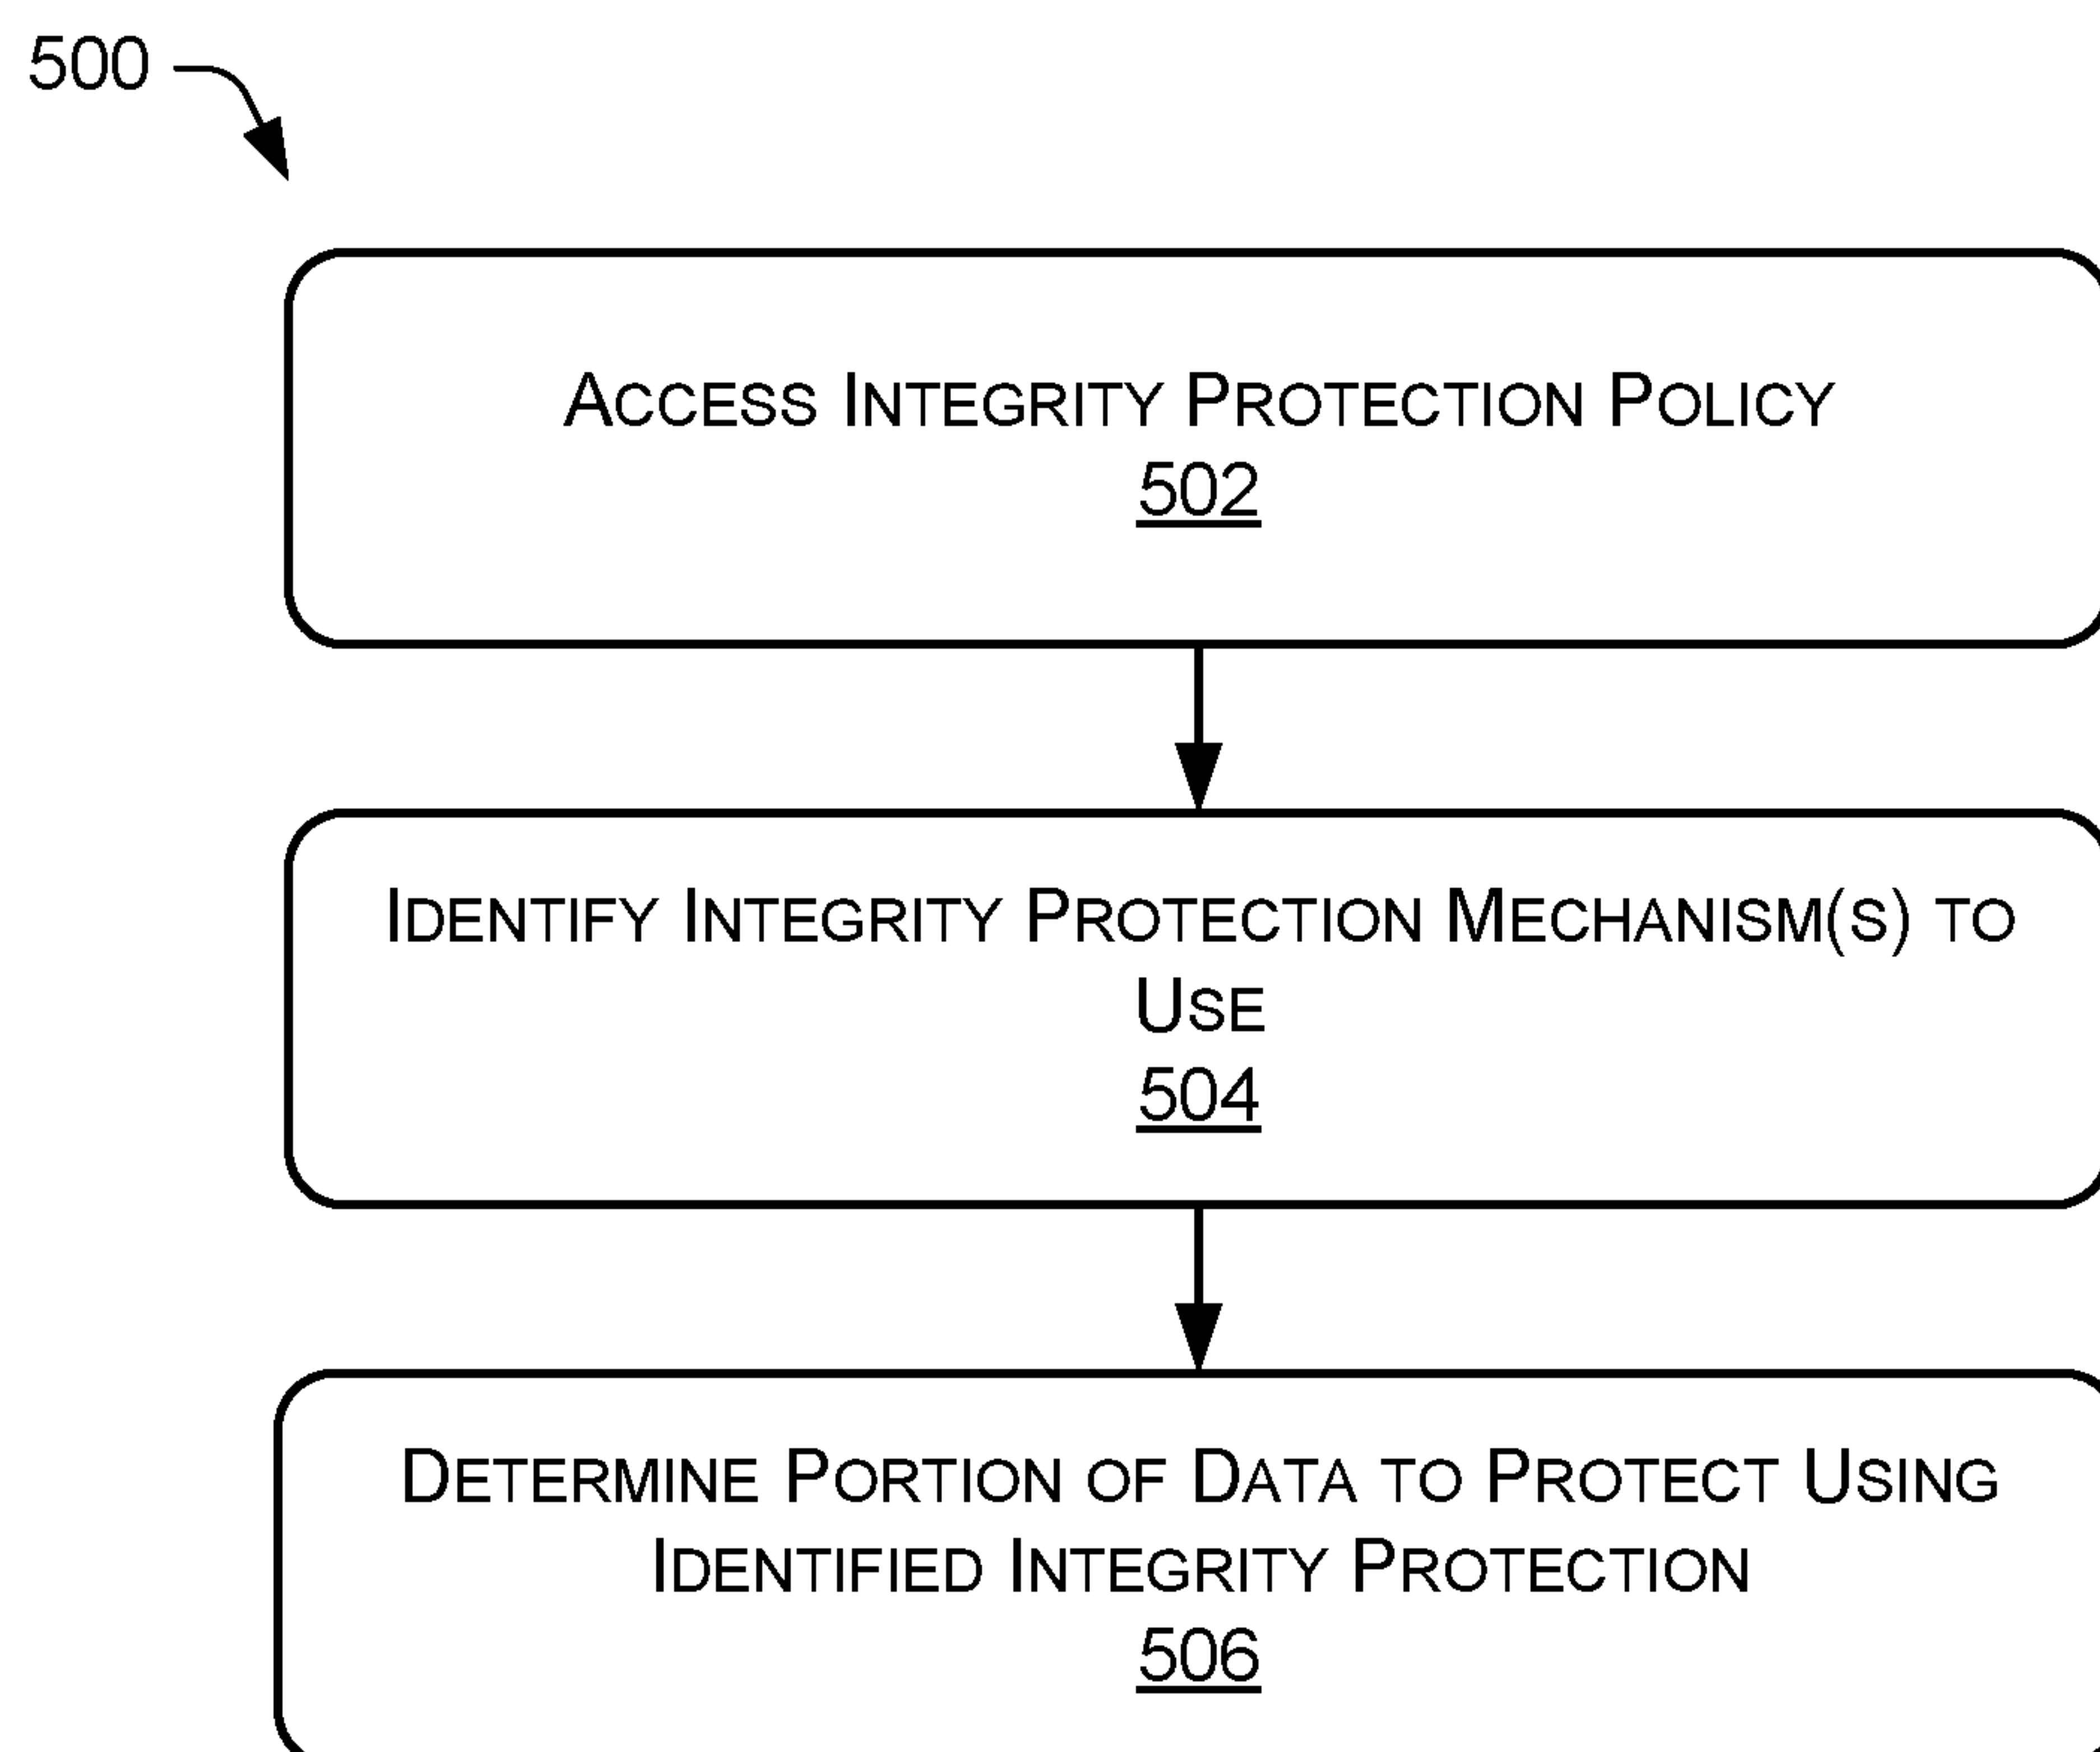 500
Access Integrity Protection Policy
502
Identify Integrity Protection Mechanism(s) to
Use
504
Determine Portion of Data to Protect Using
Identified Integrity Protection
506